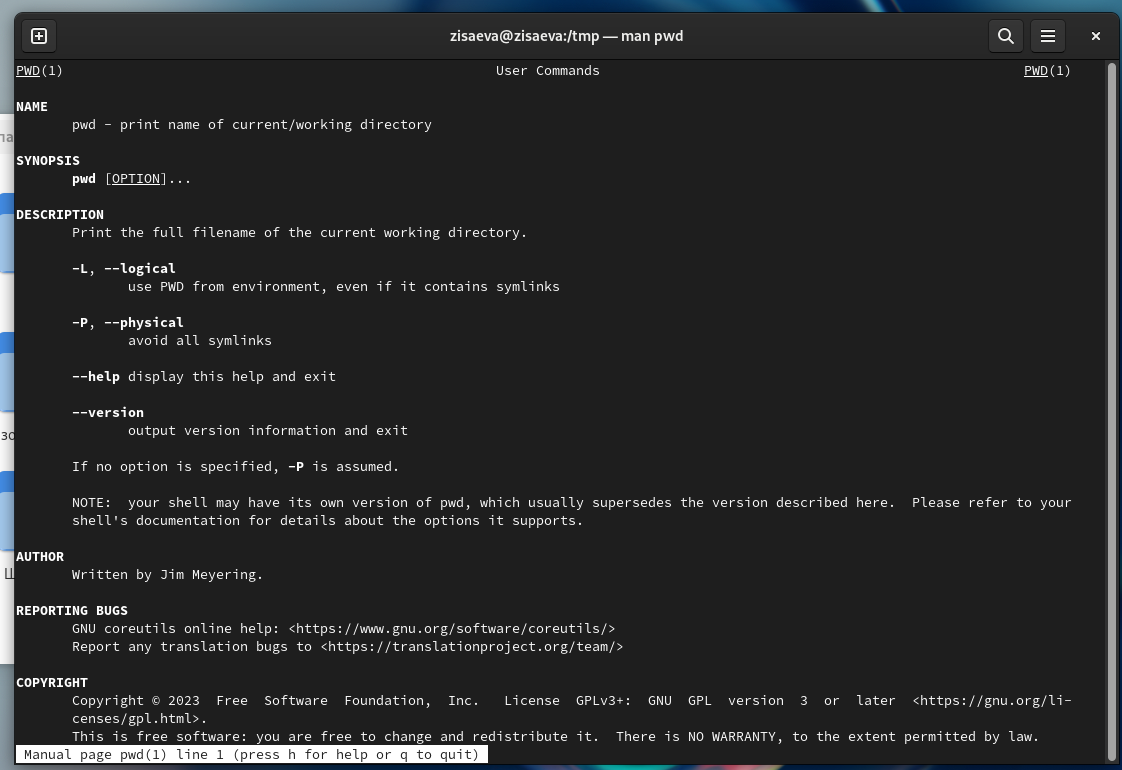 zisaeva@zisaeva:/tmp — man pwd
PWD(1) User Commands PWD(1)
NAME
pwd - print name of current/working directory
SYNOPSIS
pwd [OPTION]...
DESCRIPTION
Print the full filename of the current working directory.
-L, --logical
use PWD from environment, even if it contains symlinks
-P, --physical
avoid all symlinks
--help display this help and exit
--version
output version information and exit
If no option is specified, -P is assumed.
NOTE:  your shell may have its own version of pwd, which usually supersedes the version described here.  Please refer to your
shell's documentation for details about the options it supports.
AUTHOR
Written by Jim Meyering.
REPORTING BUGS
GNU coreutils online help: <https://www.gnu.org/software/coreutils/>
Report any translation bugs to <https://translationproject.org/team/>
COPYRIGHT
Copyright © 2023 Free Software Foundation, Inc. License GPLv3+: GNU GPL version 3 or later <https://gnu.org/li-
censes/gpl.html>.
This is free software: you are free to change and redistribute it.  There is NO WARRANTY, to the extent permitted by law.
Manual page pwd(1) line 1 (press h for help or q to quit)